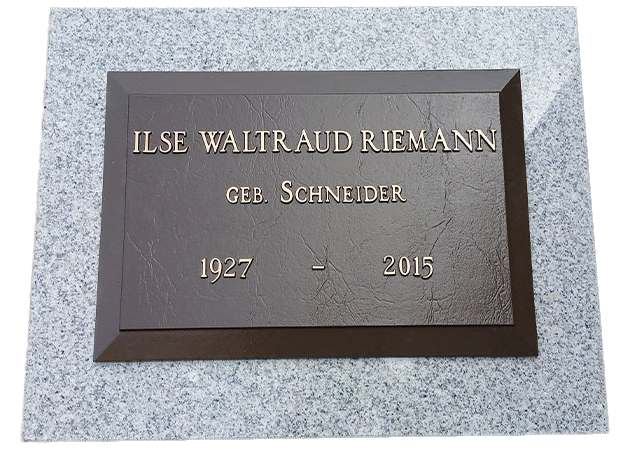 ILSE WALTRAUD RIEMANN
GEB. SCHNEIDER
1927 – 2015